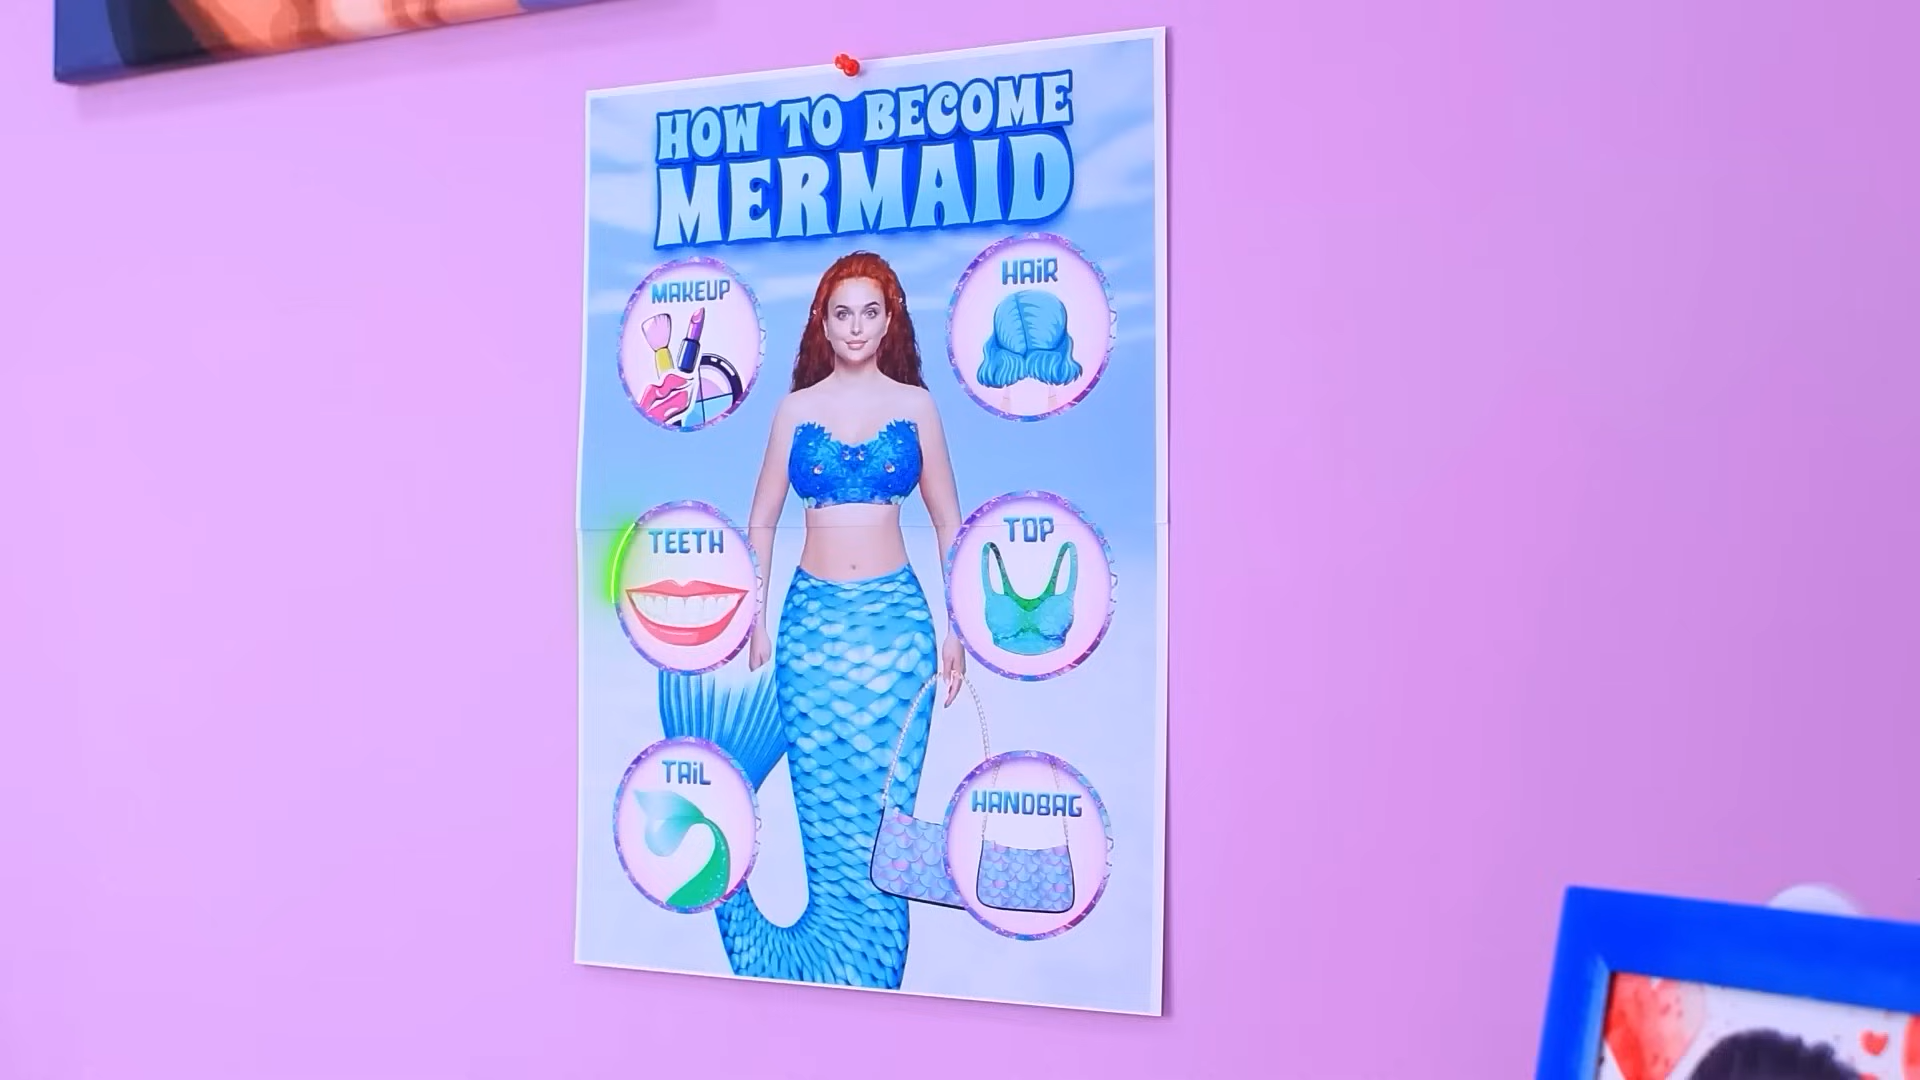 HOW TO BECOME
MERMAID
MAKEUP
HAIR
TEETH
TOP
TAIL
HANDBAG